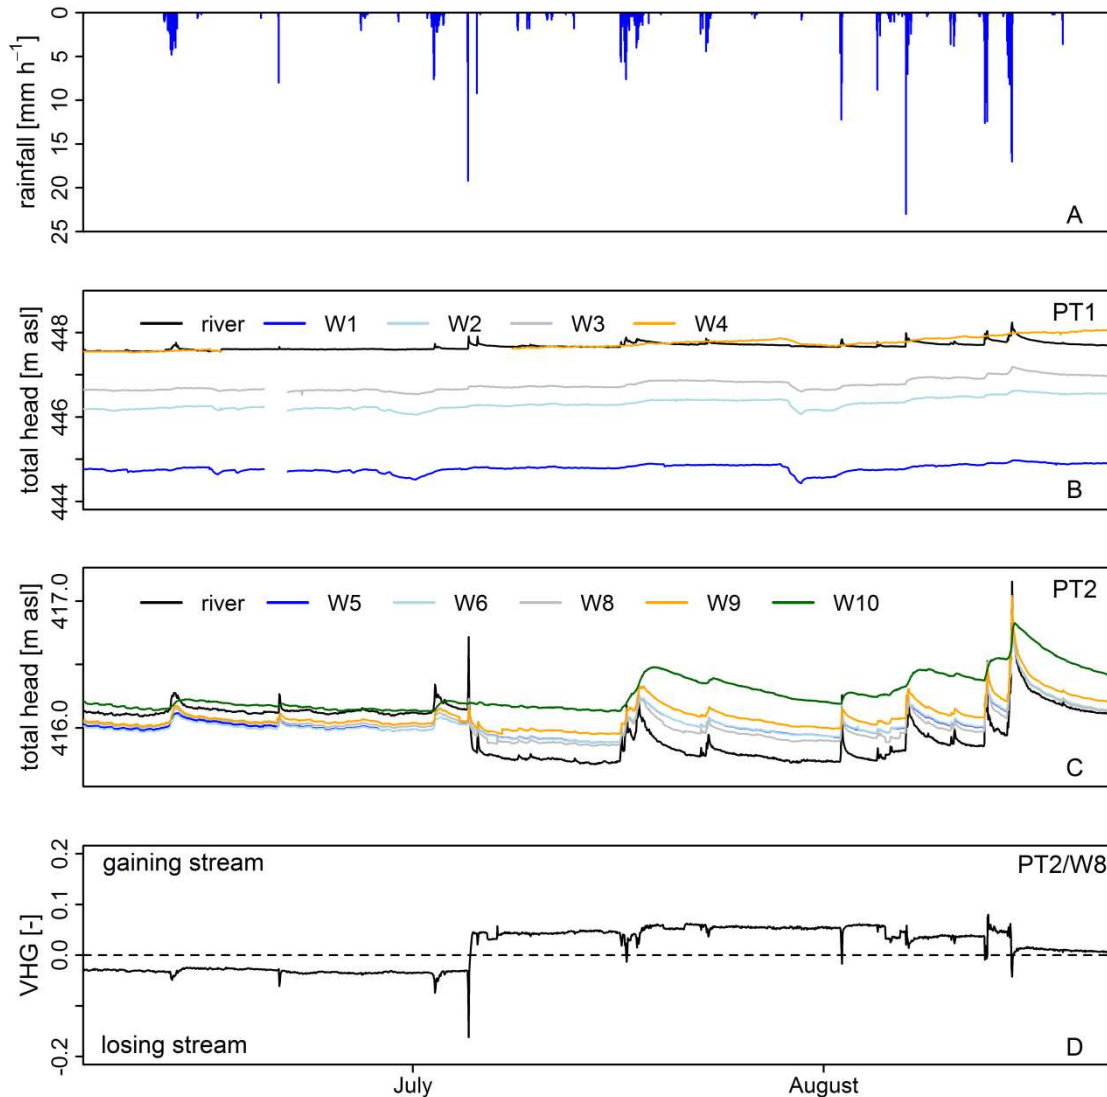 0
5
10
15
20
25
rainfall [mm h⁻¹]
A
448
446
444
total head [m asl]
river W1 W2 W3 W4
PT1
B
417.0
416.0
total head [m asl]
river W5 W6 W8 W9 W10
PT2
C
0.2
0.1
0.0
-0.2
VHG [-]
gaining stream
PT2/W8
losing stream
D
July August